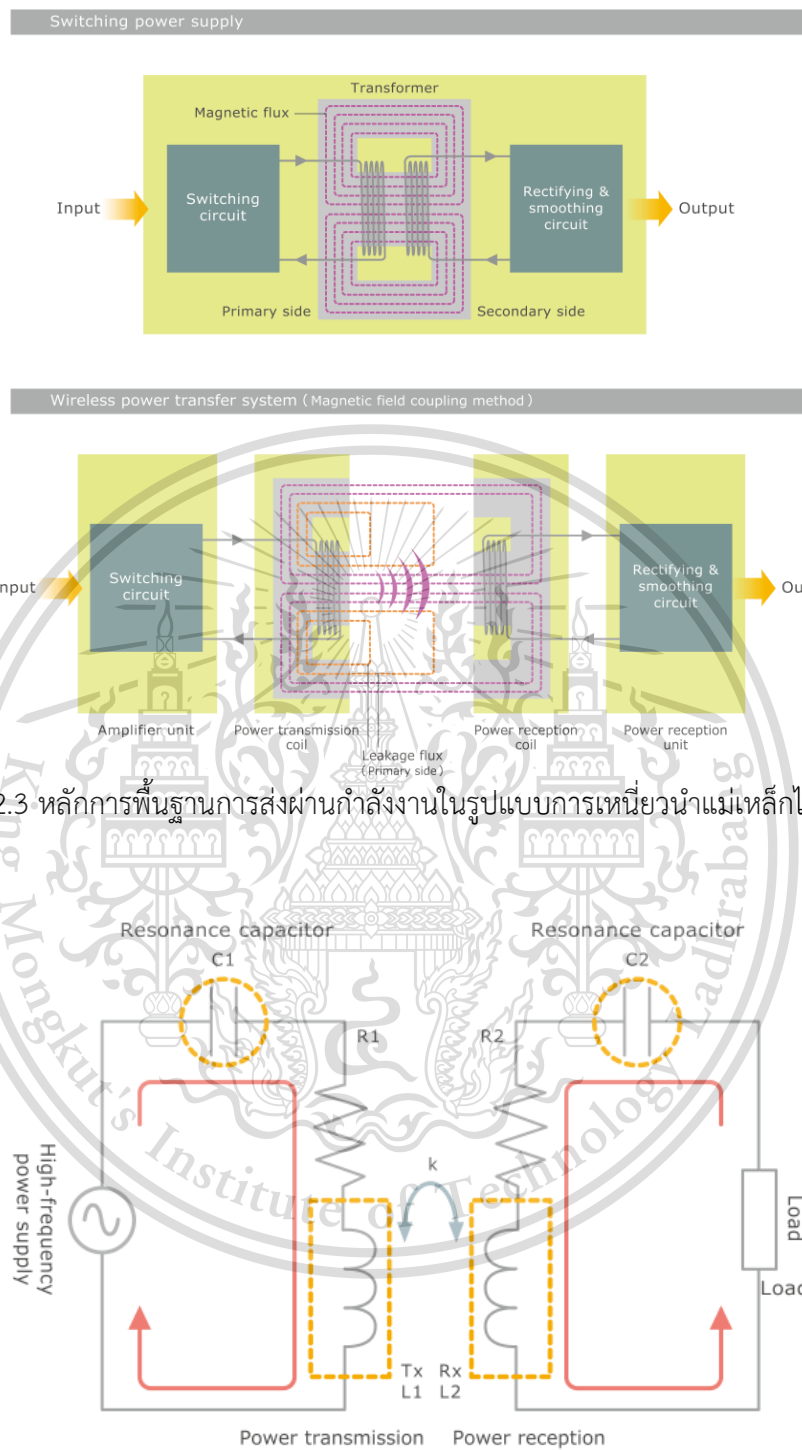 Switching power supply
Transformer
Magnetic flux
Input
Switching
circuit
Rectifying &
smoothing
circuit
Output
Primary side
Secondary side
Wireless power transfer system (Magnetic field coupling method)
nput
Switching
circuit
Rectifying &
smoothing
circuit
Ou
Amplifier unit
Power transmission
coil
Power reception
coil
Power reception
unit
Leakage flux
(Primary side)
2.3 หลักการพื้นฐานการส่งผ่านกำลังงานในรูปแบบการเหนี่ยวนำแม่เหล็กไ
Resonance capacitor
C1
Resonance capacitor
C2
R1
R2
k
High-frequency
power supply
Load
Load
Tx
L1
Rx
L2
Power transmission
Power reception
King Mongkut's Institute of Technology Ladkrabang